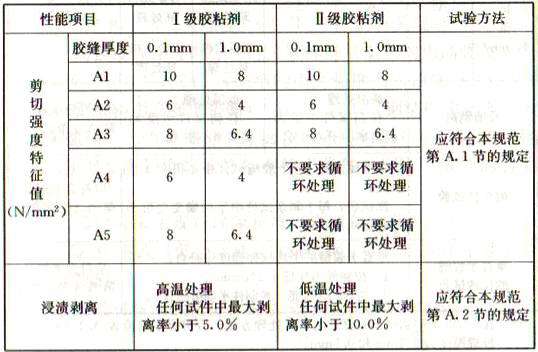 性能项目 Ⅰ级胶粘剂 Ⅱ级胶粘剂 试验方法
胶缝厚度 0.1mm 1.0mm 0.1mm 1.0mm
剪切强度特征值(N/mm²)
A1 10 8 10 8
A2 6 4 6 4
A3 8 6.4 8 6.4
A4 6 4 不要求循环处理 不要求循环处理
A5 8 6.4 不要求循环处理 不要求循环处理
应符合本规范
第A.1节的规定
浸渍剥离
高温处理
任何试件中最大剥
离率小于5.0%
低温处理
任何试件中最大剥
离率小于10.0%
应符合本规范
第A.2节的规定